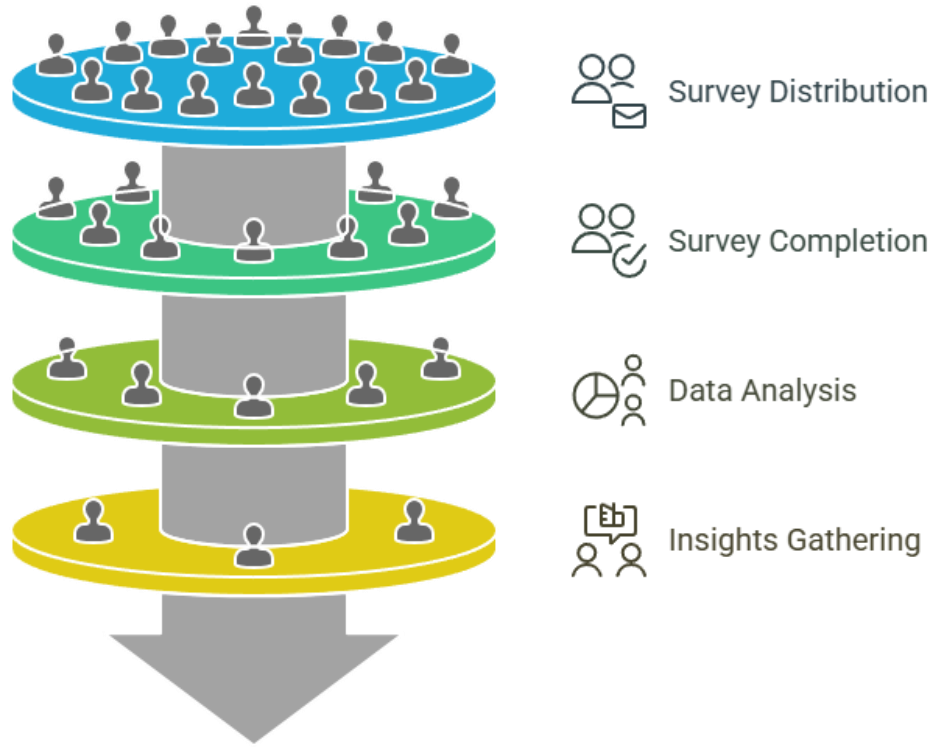 Survey Distribution
Survey Completion
Data Analysis
Insights Gathering